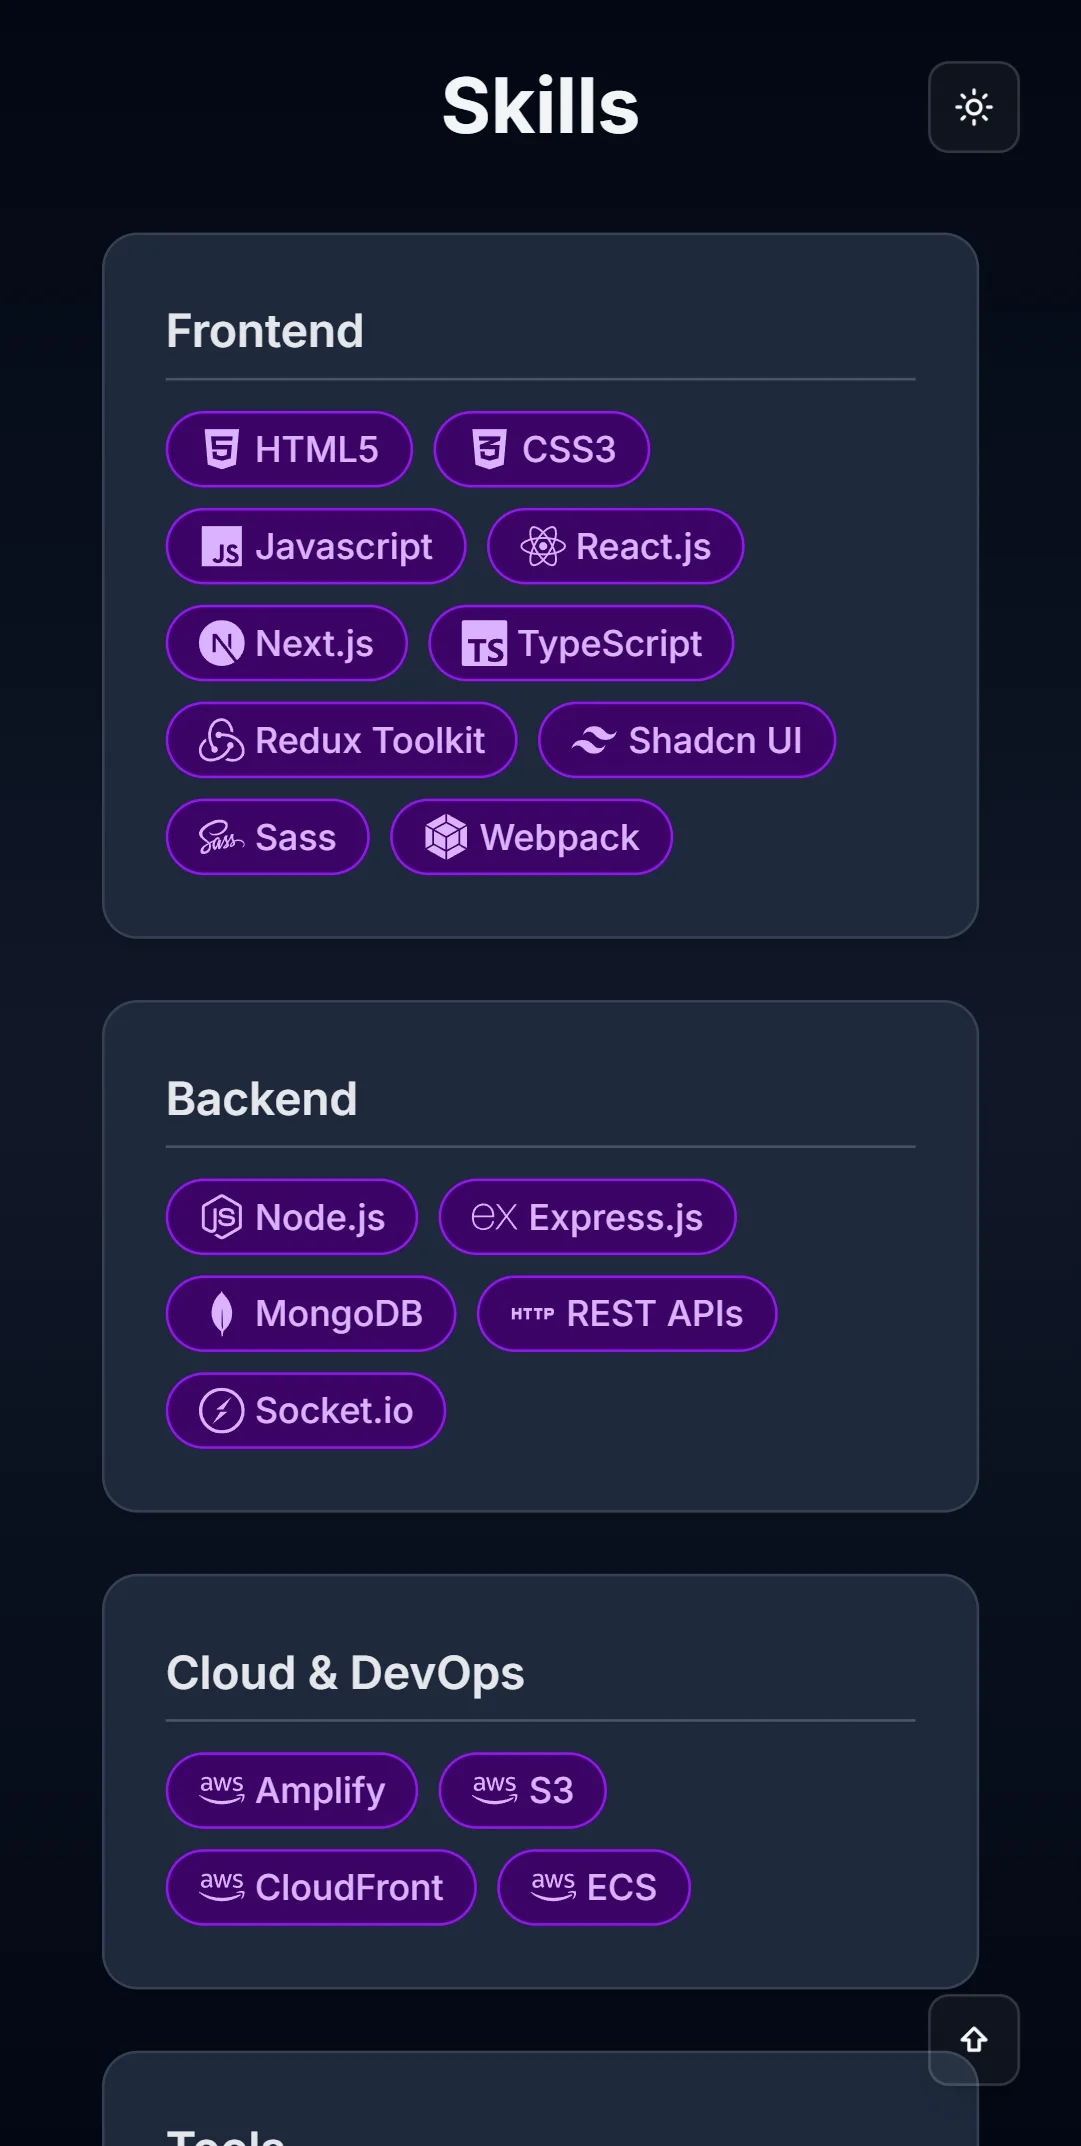 Skills
Frontend
HTML5 CSS3
JS Javascript React.js
N Next.js TS TypeScript
Redux Toolkit Shadcn UI
Sass Sass Webpack
Backend
JS Node.js ex Express.js
MongoDB HTTP REST APIs
Socket.io
Cloud & DevOps
aws Amplify aws S3
aws CloudFront aws ECS
Tools